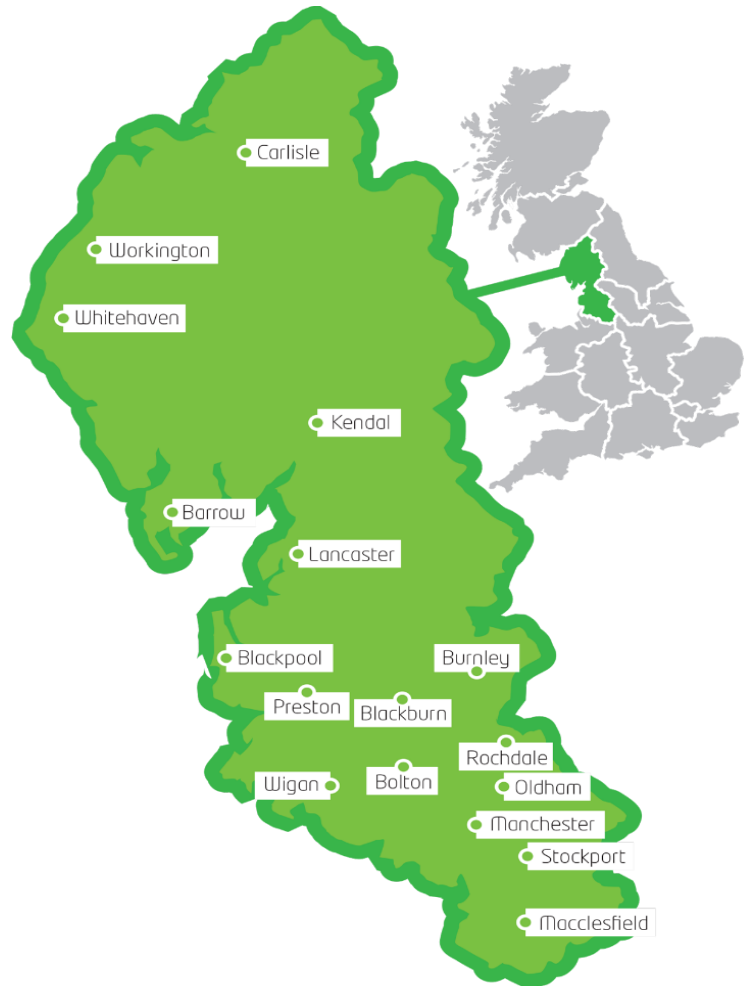 Carlisle
Workington
Whitehaven
Kendal
Barrow
Lancaster
Blackpool
Burnley
Preston
Blackburn
Rochdale
Wigan
Bolton
Oldham
Manchester
Stockport
Macclesfield